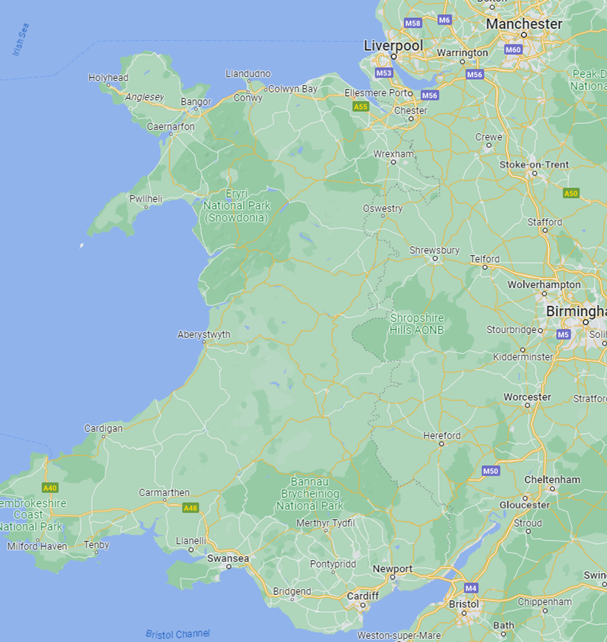 Irish Sea
M58
M6
Manchester
Liverpool
M60
Warrington
M53
M56
Llandudno
Holyhead
Colwyn Bay
Peak D
Nationa
Anglesey
Bangor
Conwy
Ellesmere Port
M56
A55
Chester
Caernarfon
Crewe
Wrexham
Stoke-on-Trent
Eryri
National Park
(Snowdonia)
Pwllheli
A50
Oswestry
Stafford
Shrewsbury
Telford
Wolverhampton
Birmingha
Shropshire
Hills AONB
Stourbridge
M5
Soli
Aberystwyth
Kidderminster
Worcester
Stratfor
Cardigan
Hereford
M50
Cheltenham
A40
Bannau
Brycheiniog
National Park
Carmarthen
A48
Gloucester
embrokeshire
Coast
National Park
Merthyr Tydfil
Stroud
Milford Haven
Tenby
Llanelli
Swansea
Pontypridd
Newport
Swin
Bridgend
Cardiff
M4
Bristol
Chippenham
Bristol Channel
Weston-super-Mare
Bath